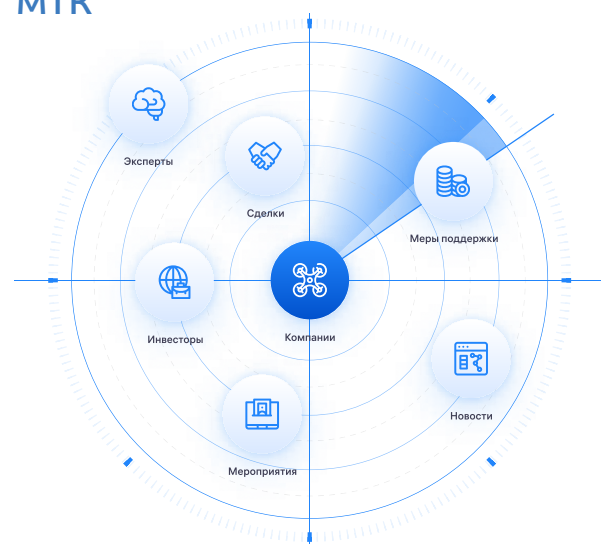 MTR
Эксперты
Сделки
Меры поддержки
Инвесторы
Компании
Новости
Мероприятия